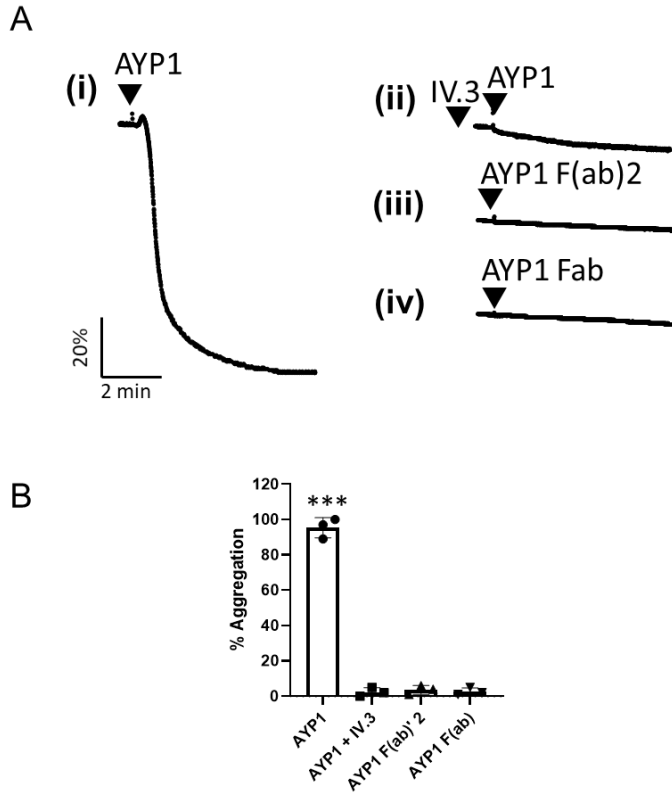 A
(i)
AYP1
20%
2 min
(ii)
IV.3
AYP1
(iii)
AYP1 F(ab)2
(iv)
AYP1 Fab
B
% Aggregation
120
100
80
60
40
20
0
***
AYP1
AYP1 + IV.3
AYP1 F(ab)' 2
AYP1 F(ab)